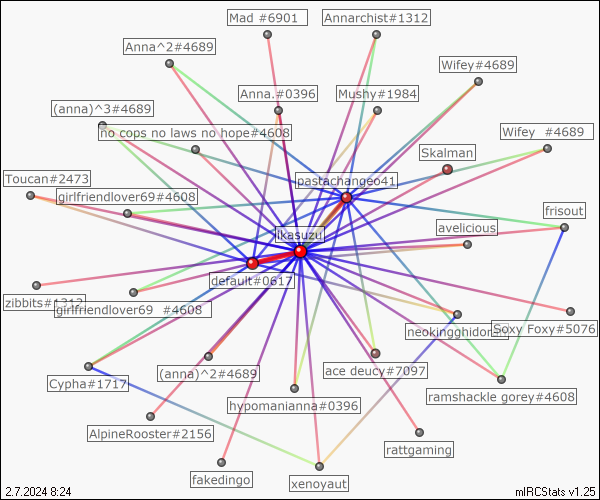 Mad #6901
Annarchist#1312
Anna^2#4689
Wifey#4689
Anna.#0396
Mushy#1984
(anna)^3#4689
no cops no laws no hope#4608
Wifey  #4689
Skalman
Toucan#2473
pastachangeo41
girlfriendlover69#4608
frisout
avelicious
ikasuzu
default#0617
zibbits#1312
girlfriendlover69  #4608
neokingghidorah
Soxy Foxy#5076
ace deucy#7097
(anna)^2#4689
Cypha#1717
ramshackle gorey#4608
hypomanianna#0396
AlpineRooster#2156
rattgaming
fakedingo
xenoyaut
2.7.2024 8:24
mIRCStats v1.25